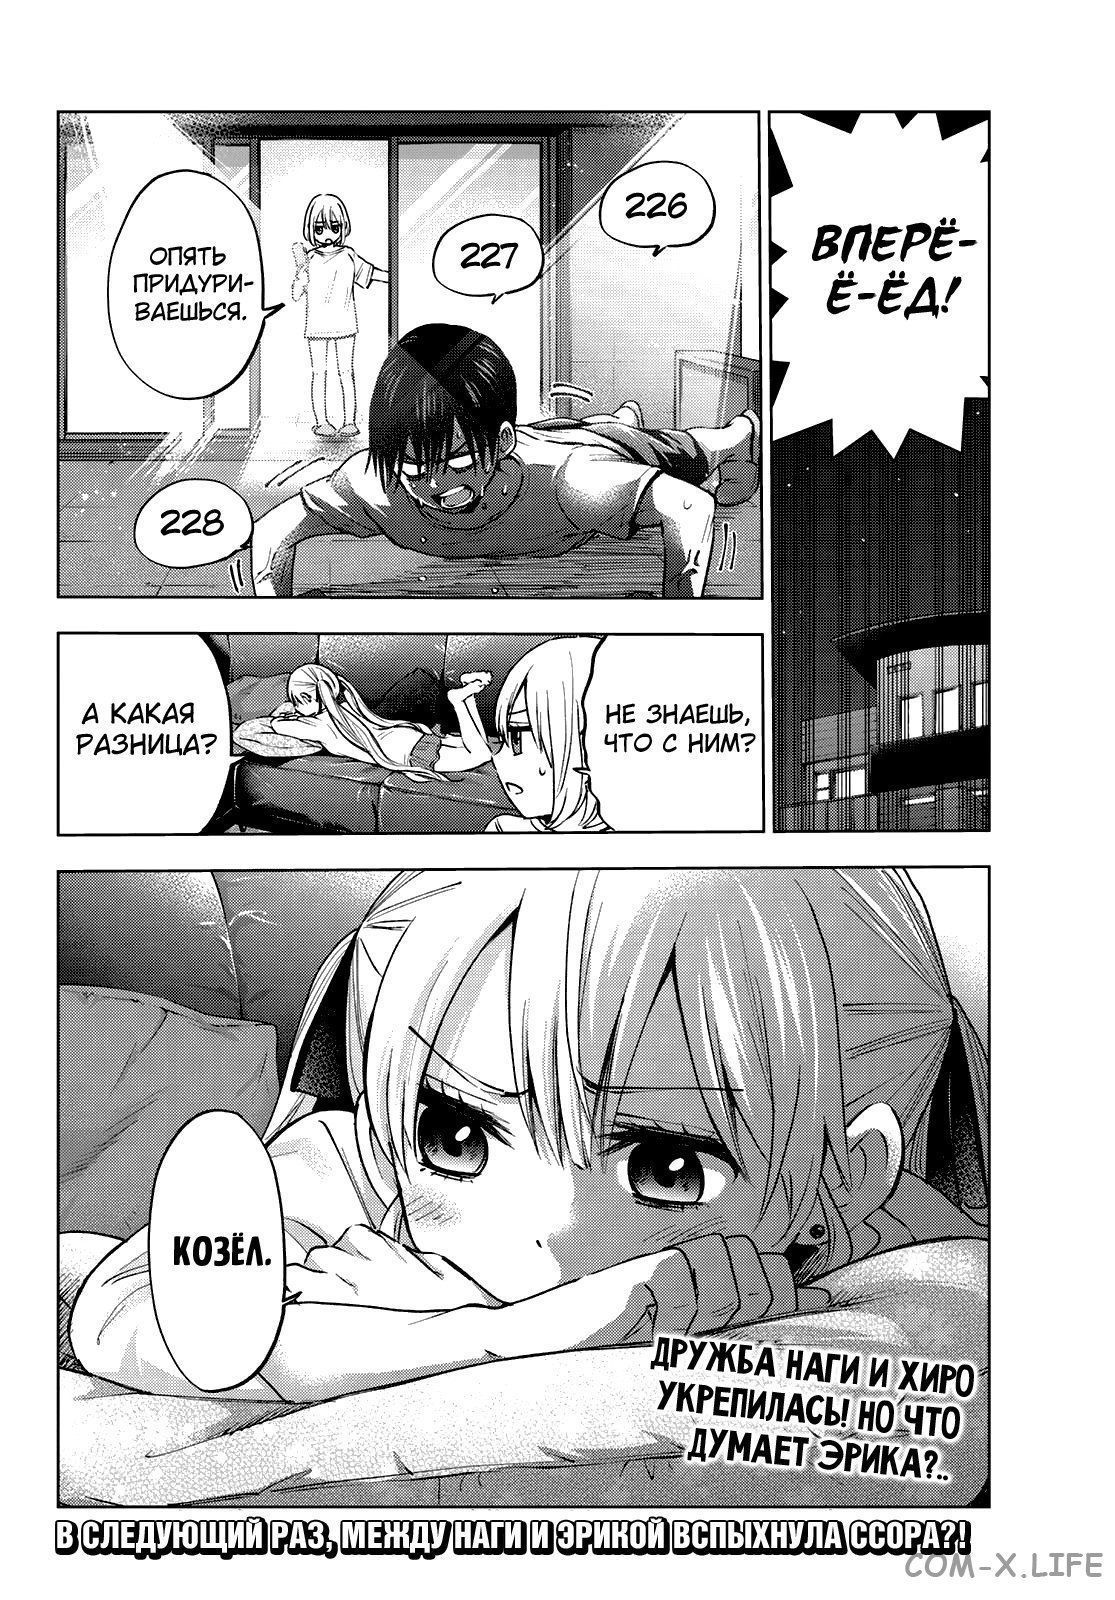 ВПЕРЁ-
Ё-ЁД!
226
227
228
ОПЯТЬ
ПРИДУРИ-
ВАЕШЬСЯ.
НЕ ЗНАЕШЬ,
ЧТО С НИМ?
А КАКАЯ
РАЗНИЦА?
КОЗЁЛ.
ДРУЖБА НАГИ И ХИРО
УКРЕПИЛАСЬ! НО ЧТО
ДУМАЕТ ЭРИКА?..
В СЛЕДУЮЩИЙ РАЗ, МЕЖДУ НАГИ И ЭРИКОЙ ВСПЫХНУЛА ССОРА?!
COM-X.LIFE